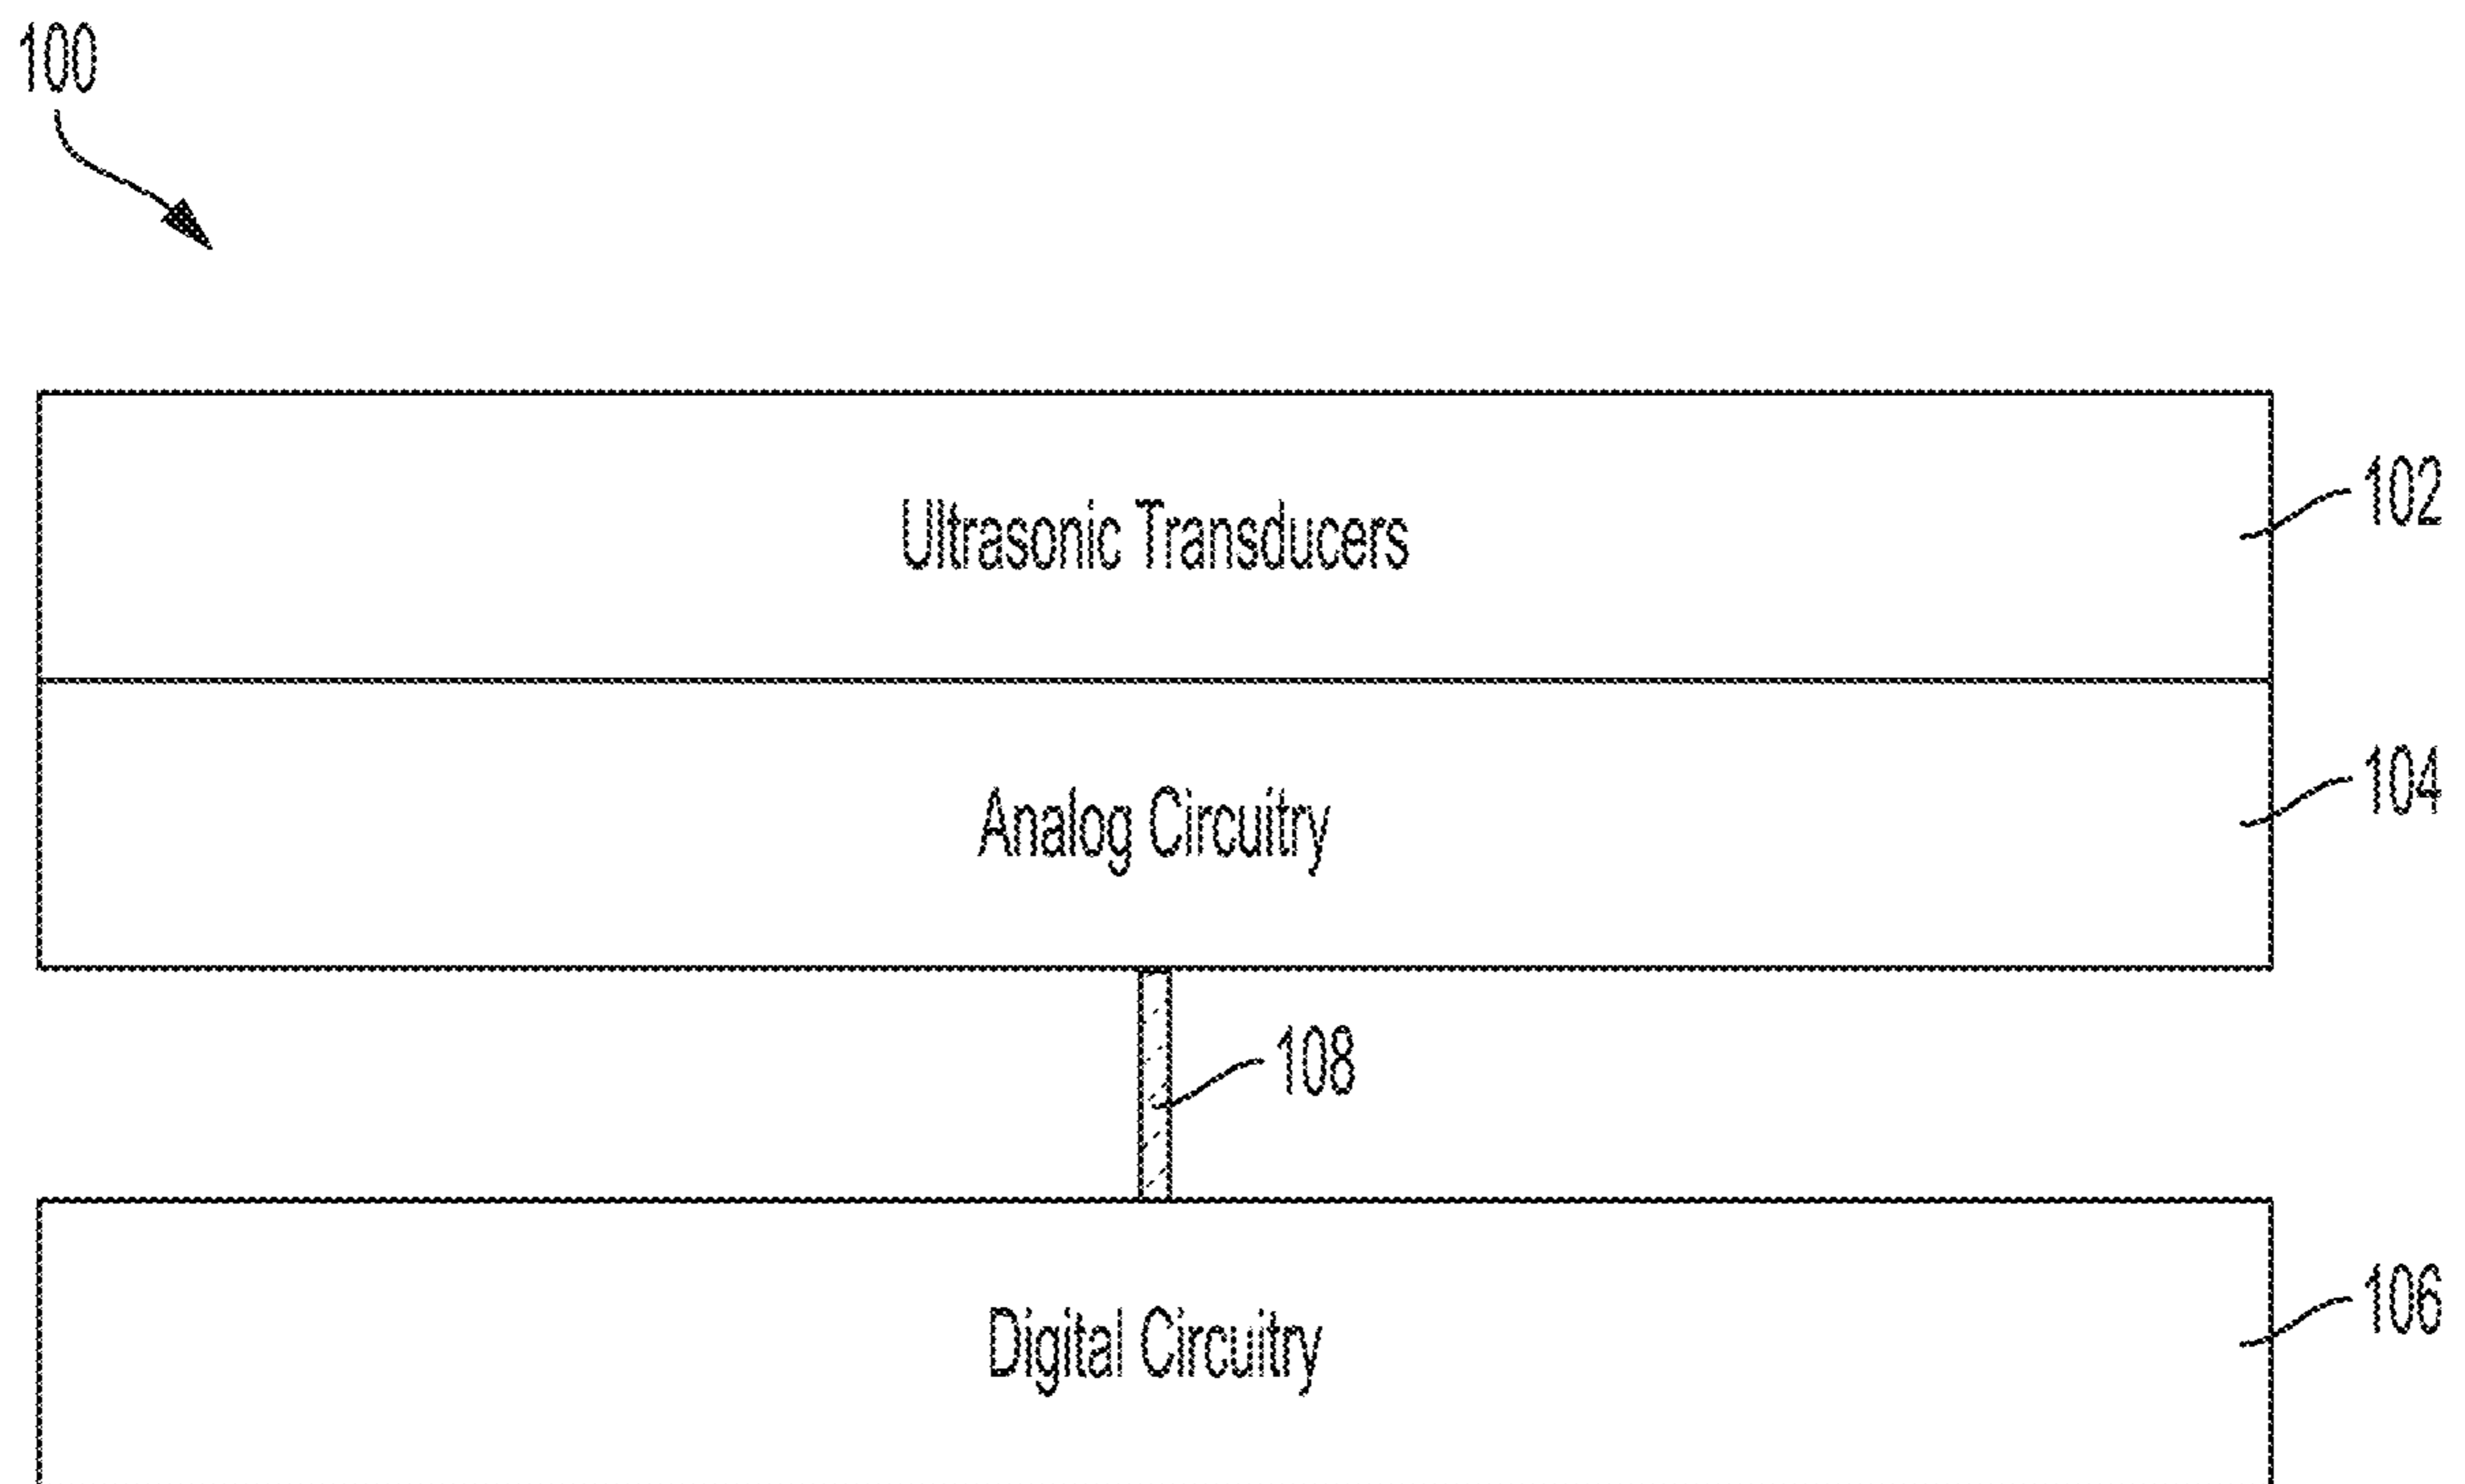 100
Ultrasonic Transducers
102
Analog Circuitry
104
108
Digital Circuitry
106